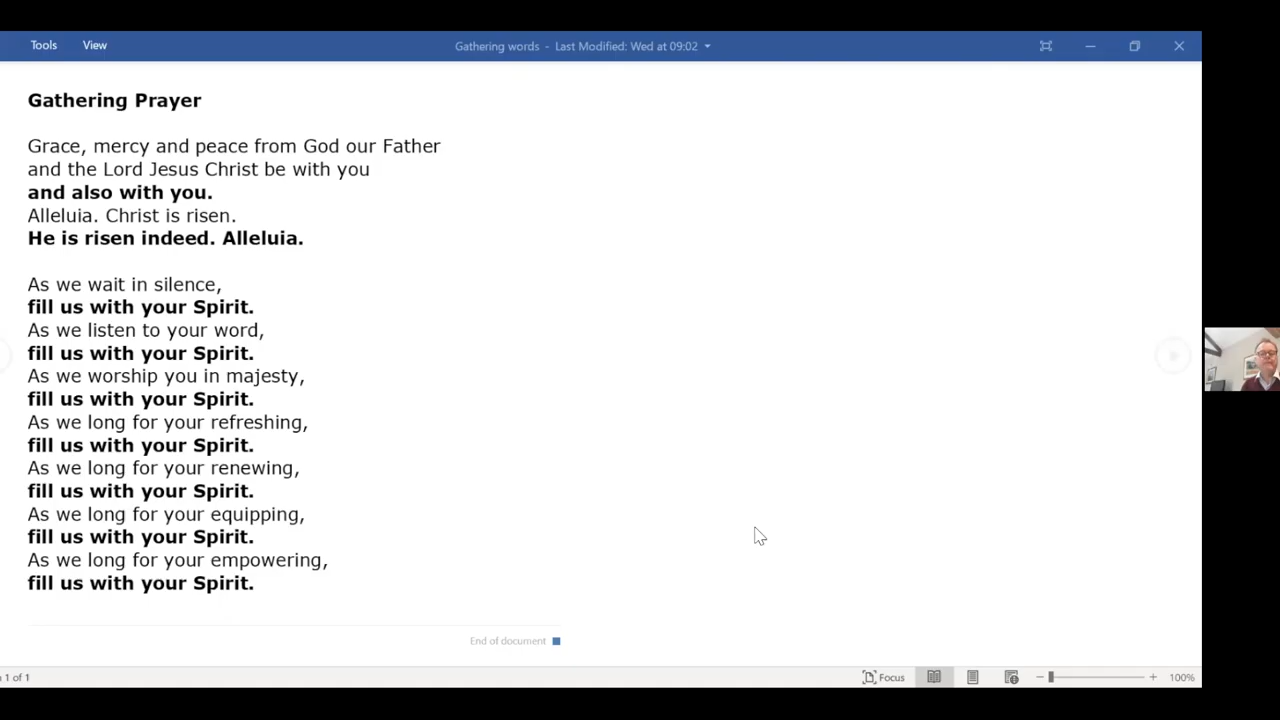 Tools View Gathering words - Last Modified: Wed at 09:02
Gathering Prayer
Grace, mercy and peace from God our Father
and the Lord Jesus Christ be with you
and also with you.
Alleluia. Christ is risen.
He is risen indeed. Alleluia.
As we wait in silence,
fill us with your Spirit.
As we listen to your word,
fill us with your Spirit.
As we worship you in majesty,
fill us with your Spirit.
As we long for your refreshing,
fill us with your Spirit.
As we long for your renewing,
fill us with your Spirit.
As we long for your equipping,
fill us with your Spirit.
As we long for your empowering,
fill us with your Spirit.
End of document
1 of 1 Focus 100%